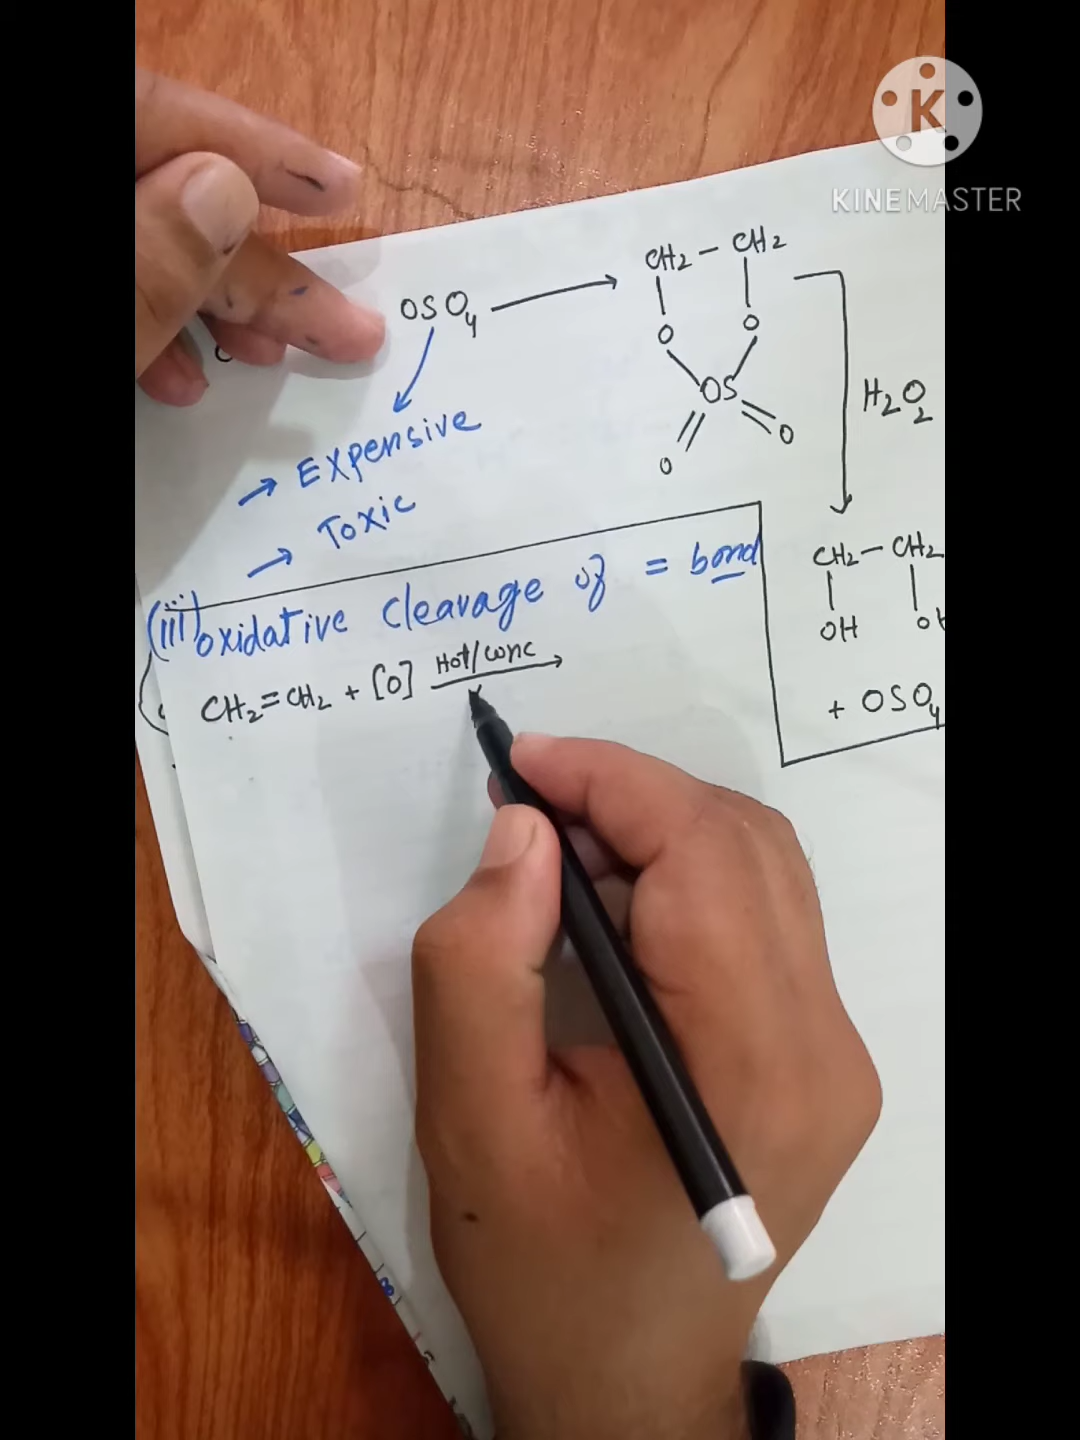 KINEMASTER
CH2 - CH2
OSO4
O O
OS
H2O2
O O
→ Expensive
→ Toxic
CH2 - CH2
OH
+ OSO4
(iii) oxidative cleavage of = bond
CH2 = CH2 + [O] Hot/conc